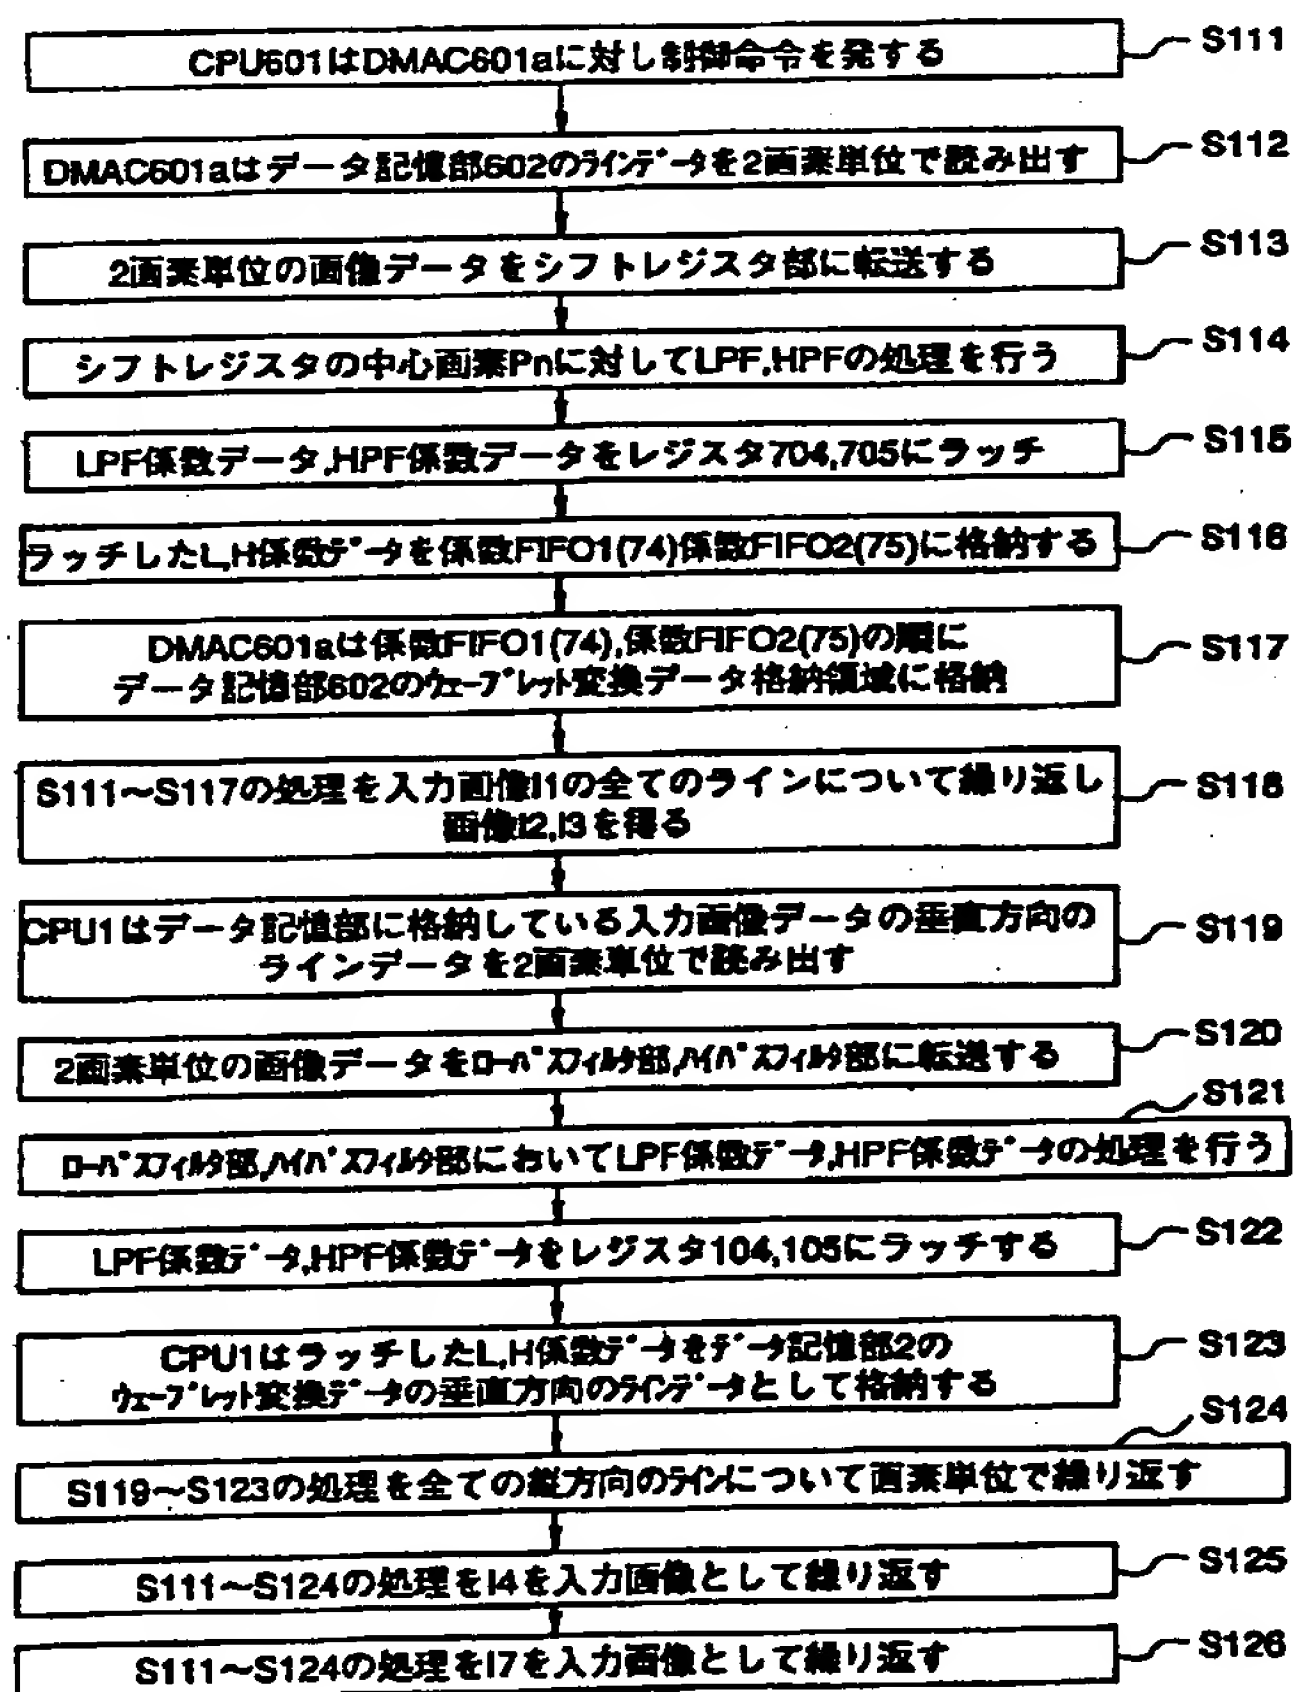 CPU601はDMAC601aに対し制御命令を発する
S111
DMAC601aはデータ記憶部602のﾗｲﾝﾃﾞｰﾀを2画素単位で読み出す
S112
2画素単位の画像データをシフトレジスタ部に転送する
S113
シフトレジスタの中心画素Pnに対してLPF,HPFの処理を行う
S114
LPF係数データ,HPF係数データをレジスタ704,705にラッチ
S115
ラッチしたL,H係数ﾃﾞｰﾀを係数FIFO1(74)係数FIFO2(75)に格納する
S116
DMAC601aは係数FIFO1(74),係数FIFO2(75)の順に
データ記憶部602のｳｪｰﾌﾞﾚｯﾄ変換データ格納領域に格納
S117
S111～S117の処理を入力画像I1の全てのラインについて繰り返し
画像I2,I3を得る
S118
CPU1はデータ記憶部に格納している入力画像データの垂直方向の
ラインデータを2画素単位で読み出す
S119
2画素単位の画像データをﾛｰﾊﾟｽﾌｨﾙﾀ部,ﾊｲﾊﾟｽﾌｨﾙﾀ部に転送する
S120
S121
ﾛｰﾊﾟｽﾌｨﾙﾀ部,ﾊｲﾊﾟｽﾌｨﾙﾀ部においてLPF係数ﾃﾞｰﾀ,HPF係数ﾃﾞｰﾀの処理を行う
LPF係数ﾃﾞｰﾀ,HPF係数ﾃﾞｰﾀをレジスタ104,105にラッチする
S122
CPU1はラッチしたL,H係数ﾃﾞｰﾀをﾃﾞｰﾀ記憶部2の
ｳｪｰﾌﾞﾚｯﾄ変換ﾃﾞｰﾀの垂直方向のﾗｲﾝﾃﾞｰﾀとして格納する
S123
S124
S119～S123の処理を全ての縦方向のﾗｲﾝについて画素単位で繰り返す
S111～S124の処理をI4を入力画像として繰り返す
S125
S111～S124の処理をI7を入力画像として繰り返す
S126